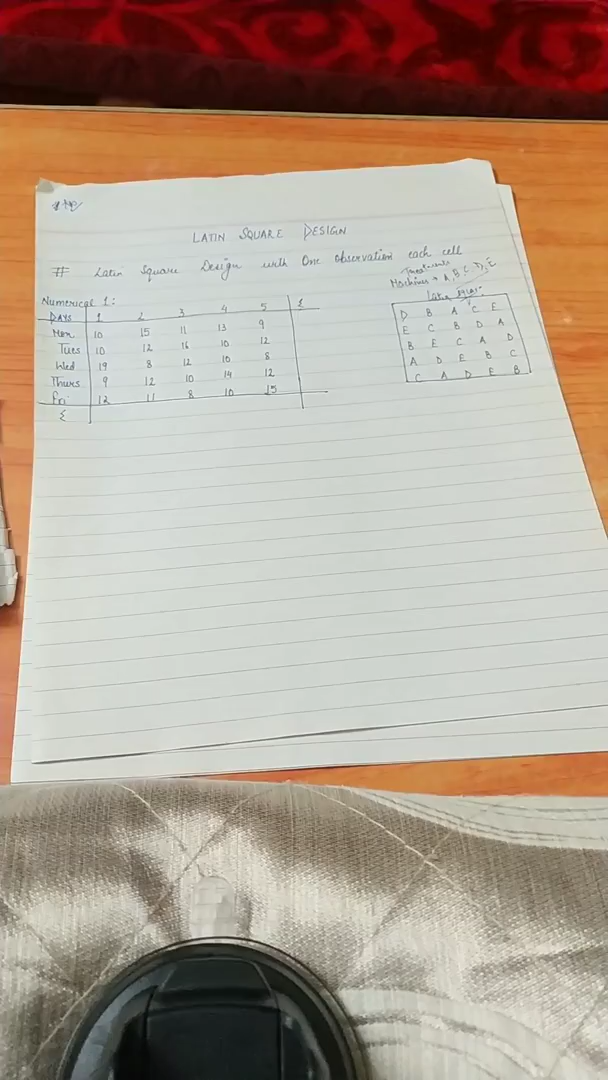 LATIN SQUARE DESIGN
# Latin Square Design with One observation each cell
Treatments
Machines → A, B, C, D, E
Latin square
Numerical 1:
DAYS 1 2 3 4 5 Σ
Mon 10 15 11 13 9
Tues 10 12 16 10 12
Wed 19 8 12 10 8
Thurs 9 12 10 14 12
Fri 12 11 8 10 15
Σ
D B A C E
E C B D A
B E C A D
A D E B C
C A D E B